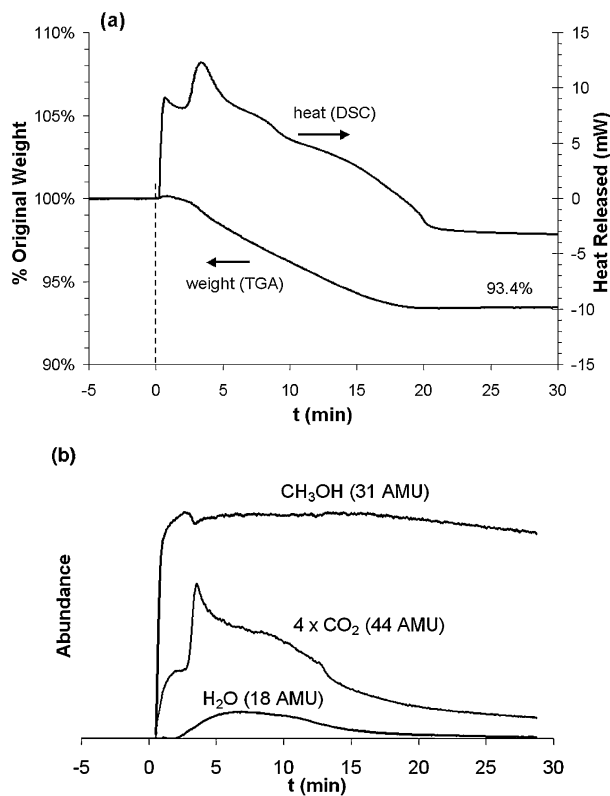 (a)
110%
105%
100%
95%
90%
% Original Weight
15
10
5
0
-5
-10
-15
Heat Released (mW)
heat (DSC)
weight (TGA)
93.4%
-5 0 5 10 15 20 25 30
t (min)
(b)
Abundance
CH₃OH (31 AMU)
4 x CO₂ (44 AMU)
H₂O (18 AMU)
-5 0 5 10 15 20 25 30
t (min)